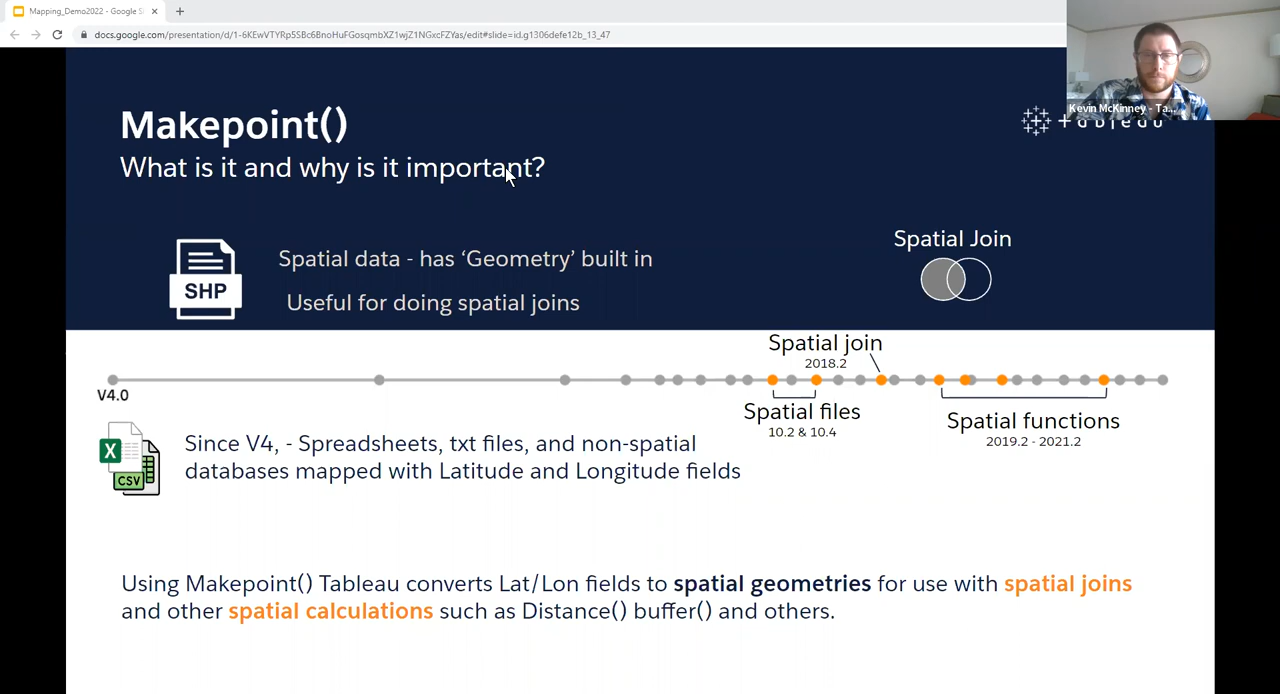 Mapping_Demo2022 - Google Sl
docs.google.com/presentation/d/1-6KEwVTYRpSSBc6BnoHuFGosqmbXZ1wjZ1NGxcFZYas/edit#slide=id.g1306defe12b_13_47
Kevin McKinney - Ta...
Makepoint()
+ a b l e a u
What is it and why is it important?
Spatial Join
SHP
Spatial data - has ‘Geometry’ built in
Useful for doing spatial joins
Spatial join
2018.2
V4.0
Spatial files
10.2 & 10.4
Spatial functions
2019.2 - 2021.2
X
CSV
Since V4, - Spreadsheets, txt files, and non-spatial
databases mapped with Latitude and Longitude fields
Using Makepoint() Tableau converts Lat/Lon fields to spatial geometries for use with spatial joins
and other spatial calculations such as Distance() buffer() and others.